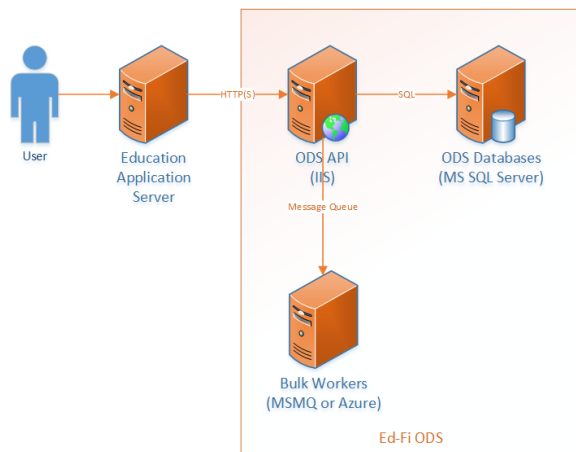 HTTP(S)
SQL
User
Education
Application
Server
ODS API
(IIS)
ODS Databases
(MS SQL Server)
Message Queue
Bulk Workers
(MSMQ or Azure)
Ed-Fi ODS